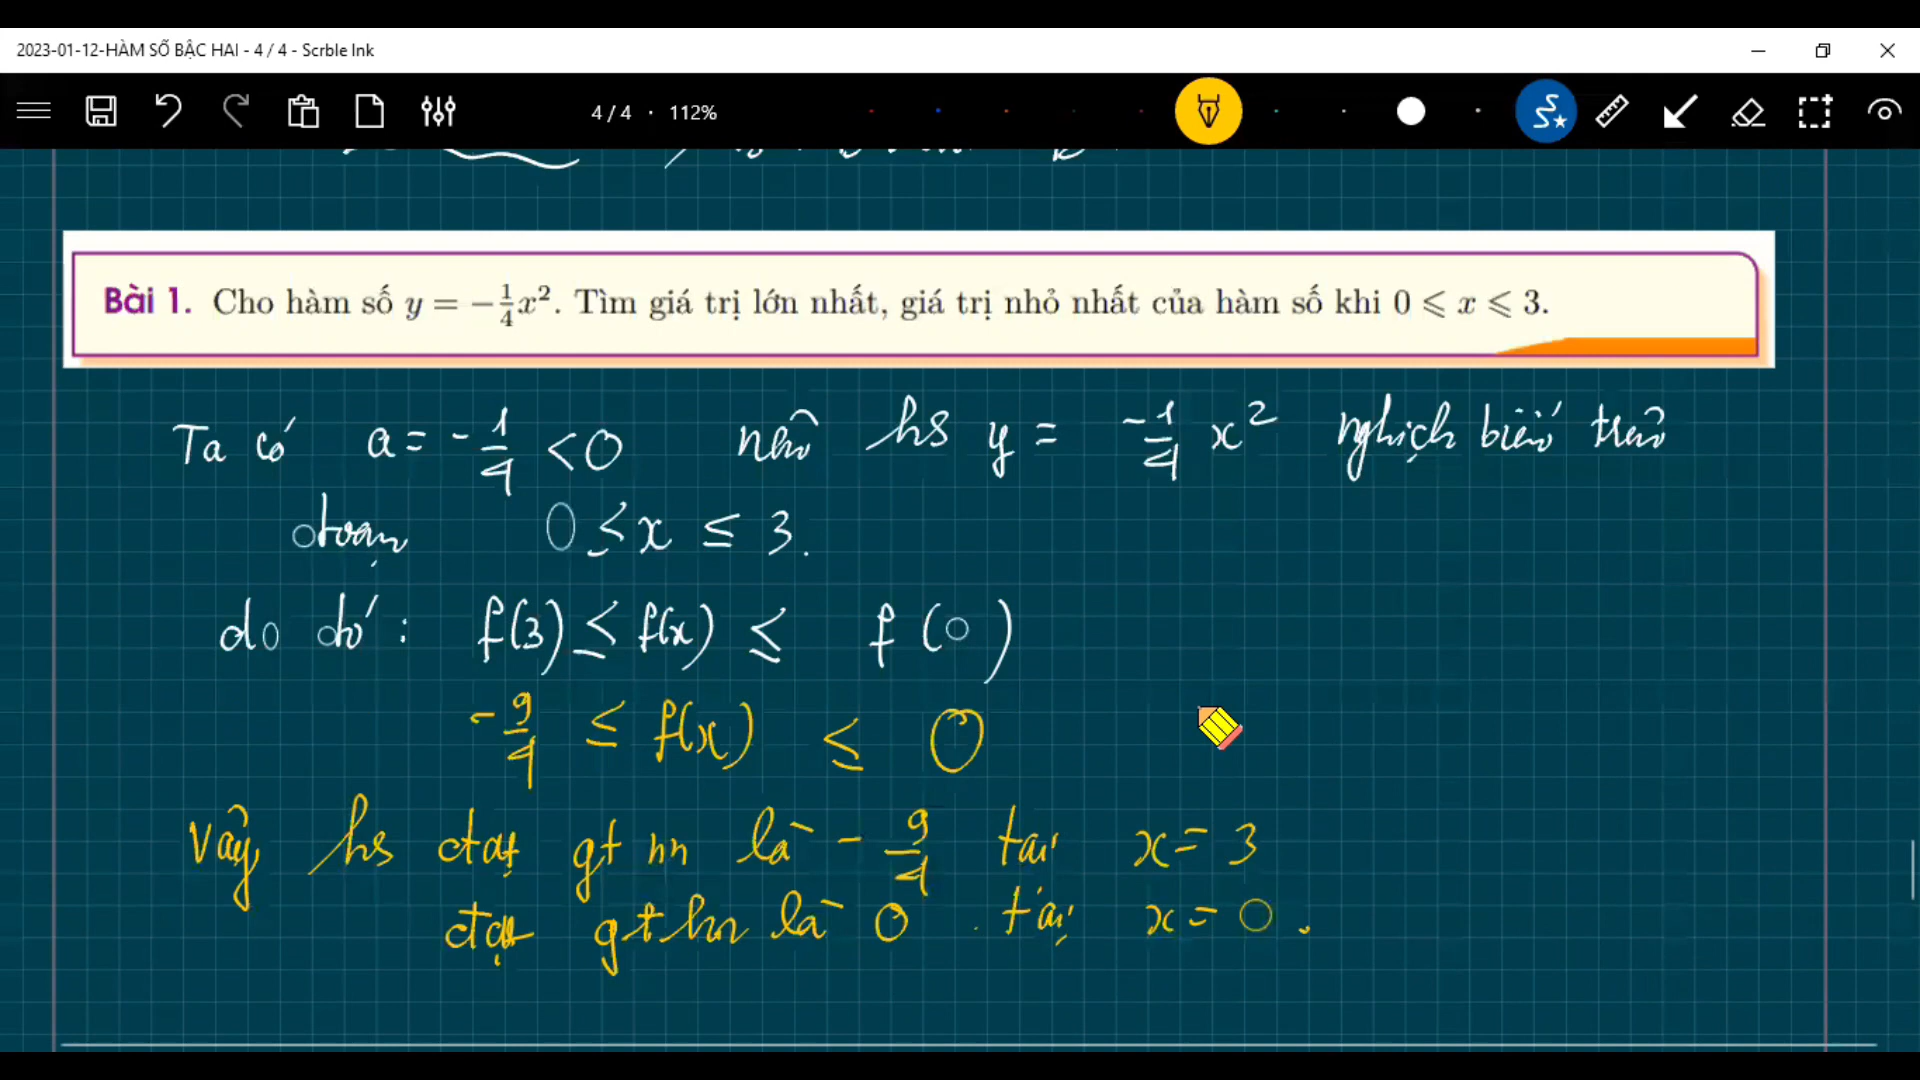 2023-01-12-HÀM SỐ BẬC HAI - 4 / 4 - Scrble Ink
4 / 4 · 112%
Bài 1. Cho hàm số y = −1/4x². Tìm giá trị lớn nhất, giá trị nhỏ nhất của hàm số khi 0 ⩽ x ⩽ 3.
Ta có a = -1/4 < 0 nên hs y = -1/4 x² nghịch biến trên
đoạn 0 ≤ x ≤ 3.
do đó: f(3) ≤ f(x) ≤ f(0)
-9/4 ≤ f(x) ≤ 0
Vậy hs đạt gt nn là -9/4 tại x = 3
đạt gt ln là 0 tại x = 0.